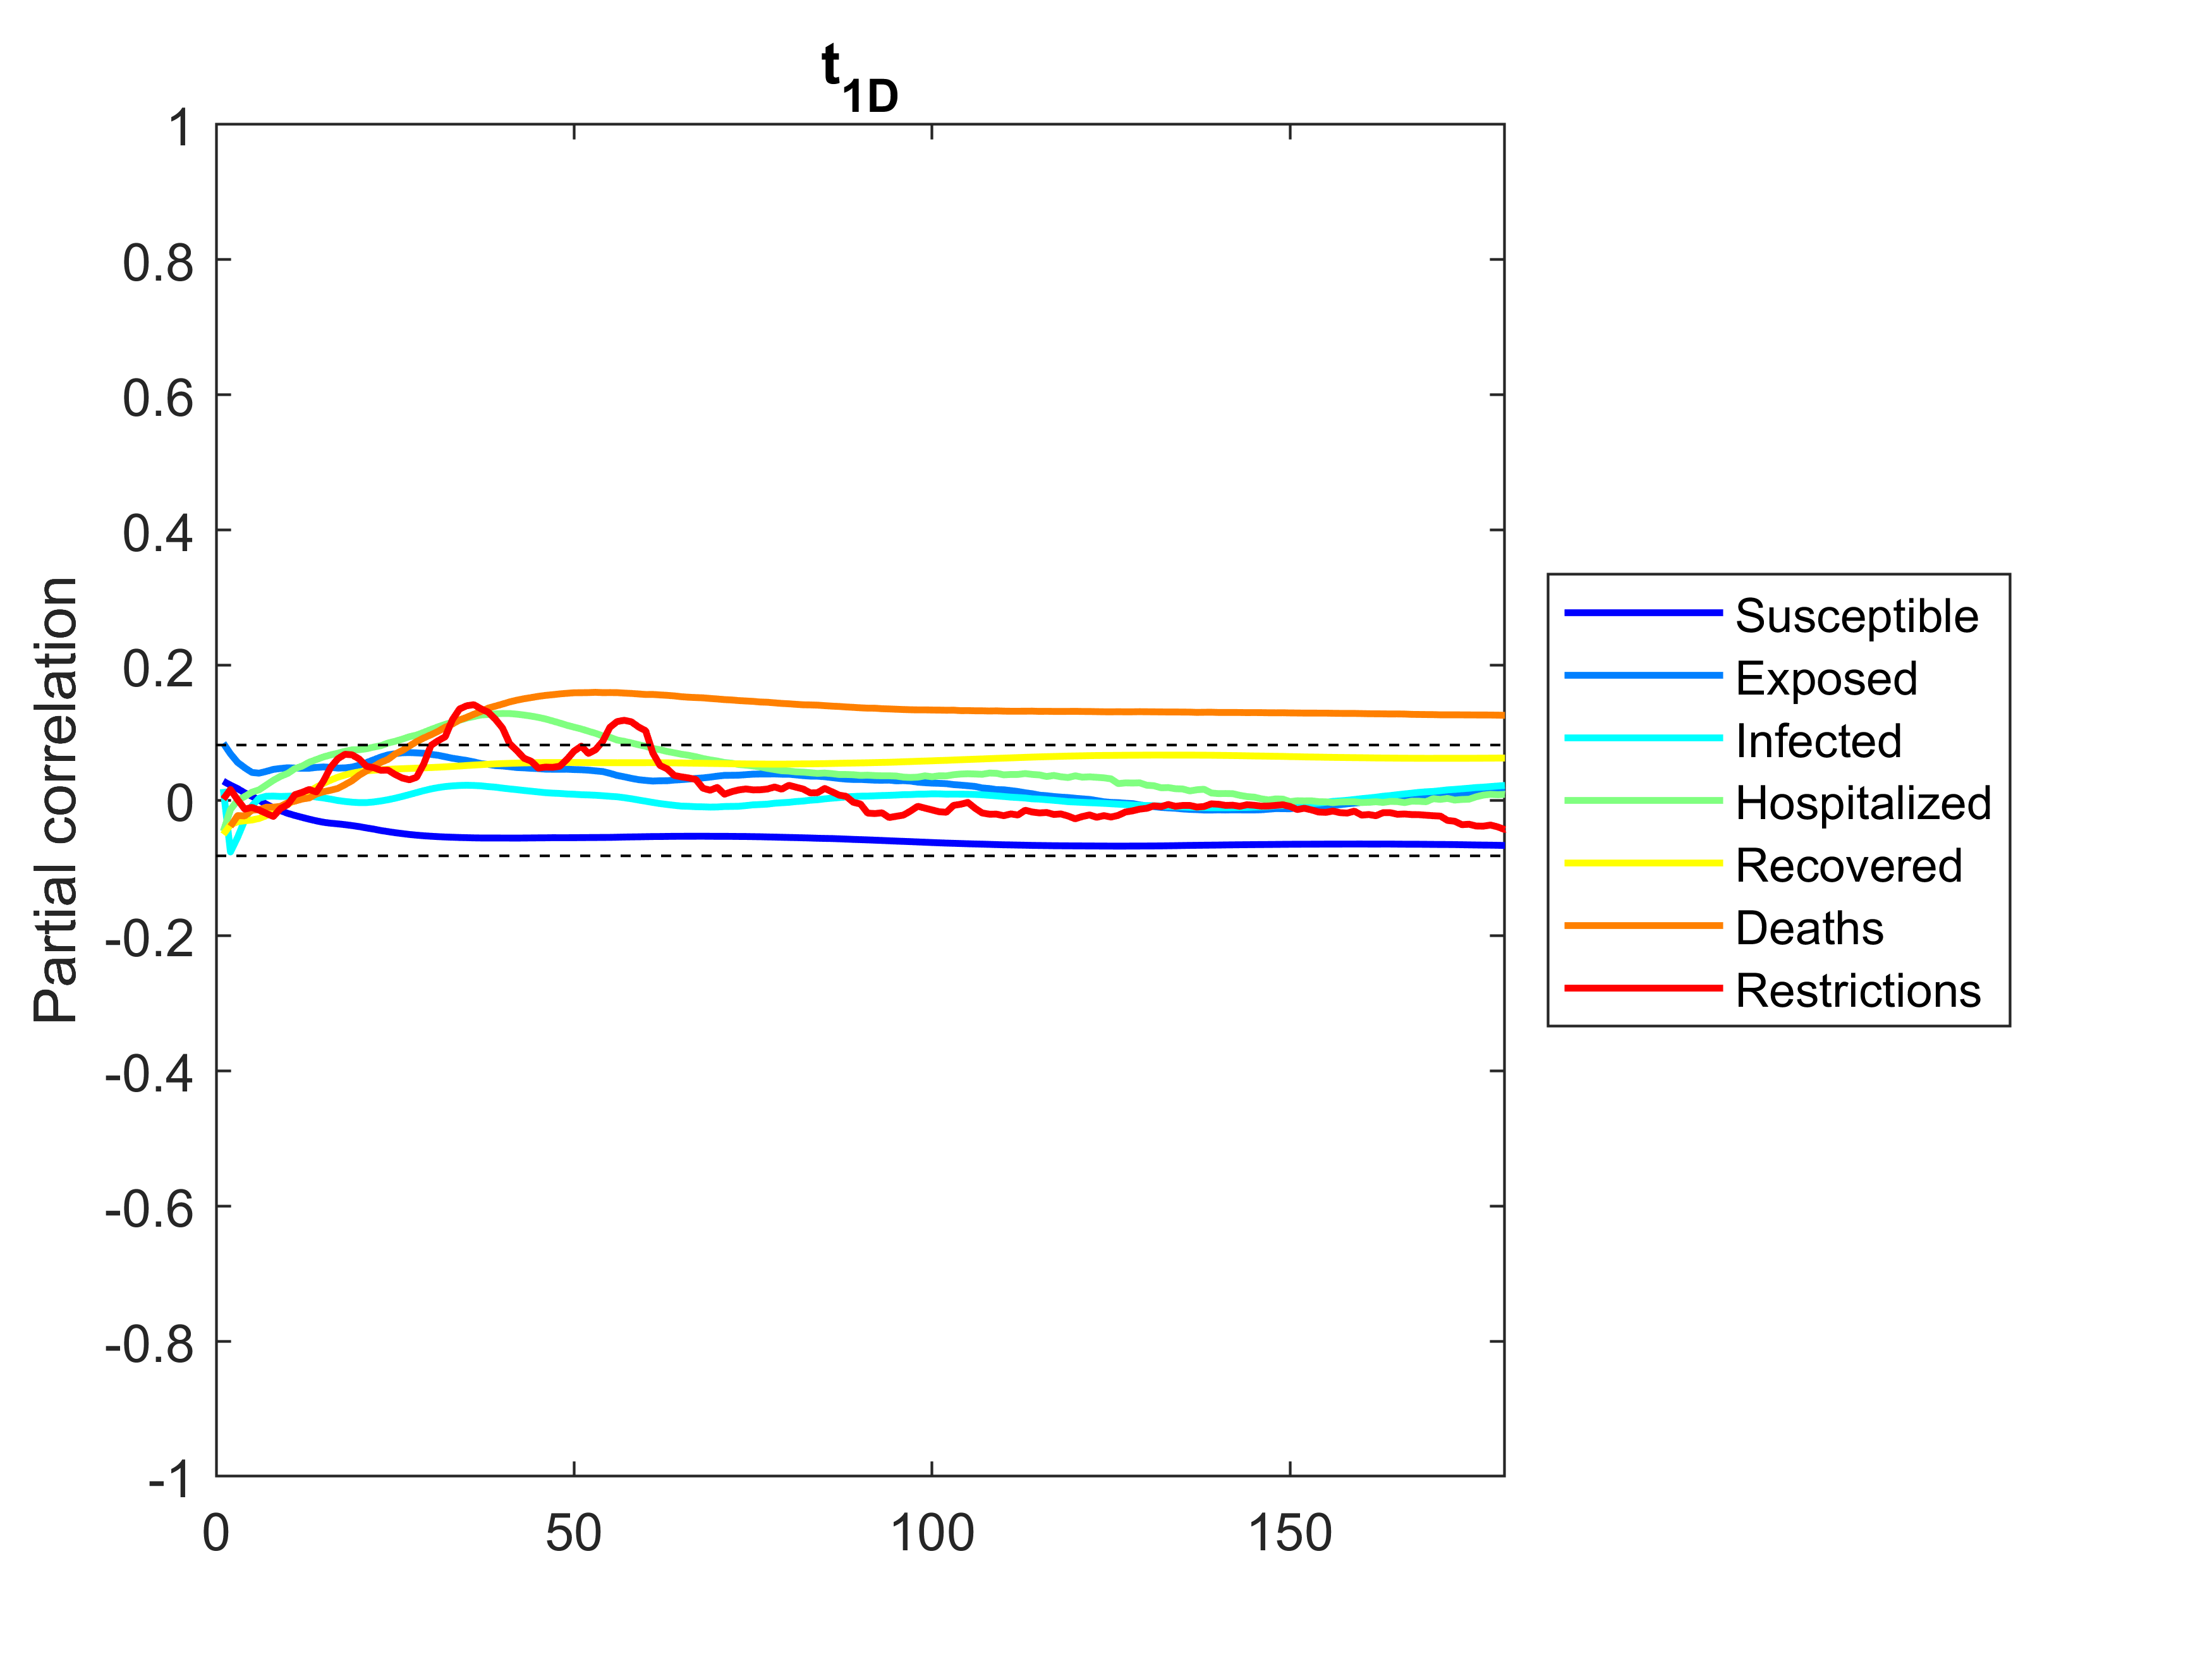 t1D
1
0.8
0.6
0.4
0.2
0
-0.2
-0.4
-0.6
-0.8
-1
Partial correlation
0 50 100 150
Susceptible
Exposed
Infected
Hospitalized
Recovered
Deaths
Restrictions